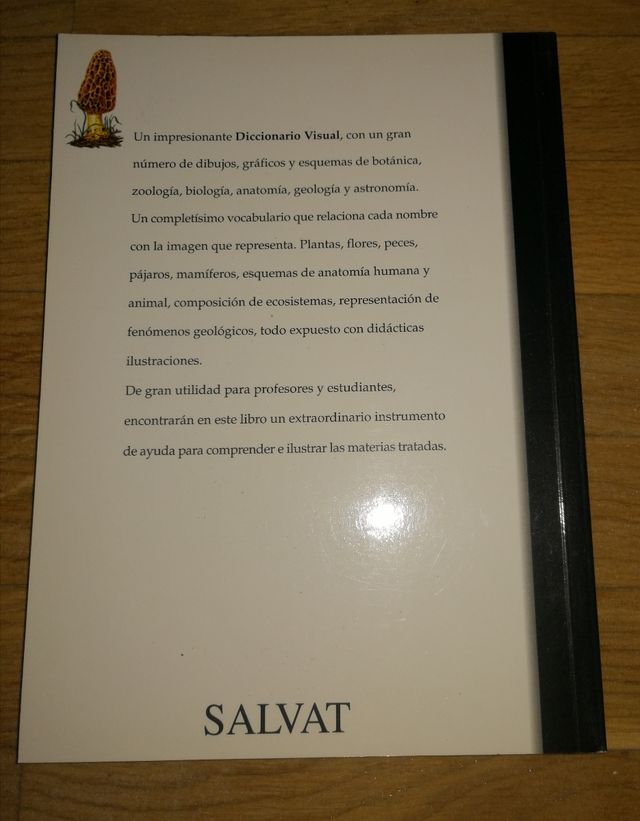 Un impresionante Diccionario Visual, con un gran
número de dibujos, gráficos y esquemas de botánica,
zoología, biología, anatomía, geología y astronomía.
Un completísimo vocabulario que relaciona cada nombre
con la imagen que representa. Plantas, flores, peces,
pájaros, mamíferos, esquemas de anatomía humana y
animal, composición de ecosistemas, representación de
fenómenos geológicos, todo expuesto con didácticas
ilustraciones.
De gran utilidad para profesores y estudiantes,
encontrarán en este libro un extraordinario instrumento
de ayuda para comprender e ilustrar las materias tratadas.
SALVAT